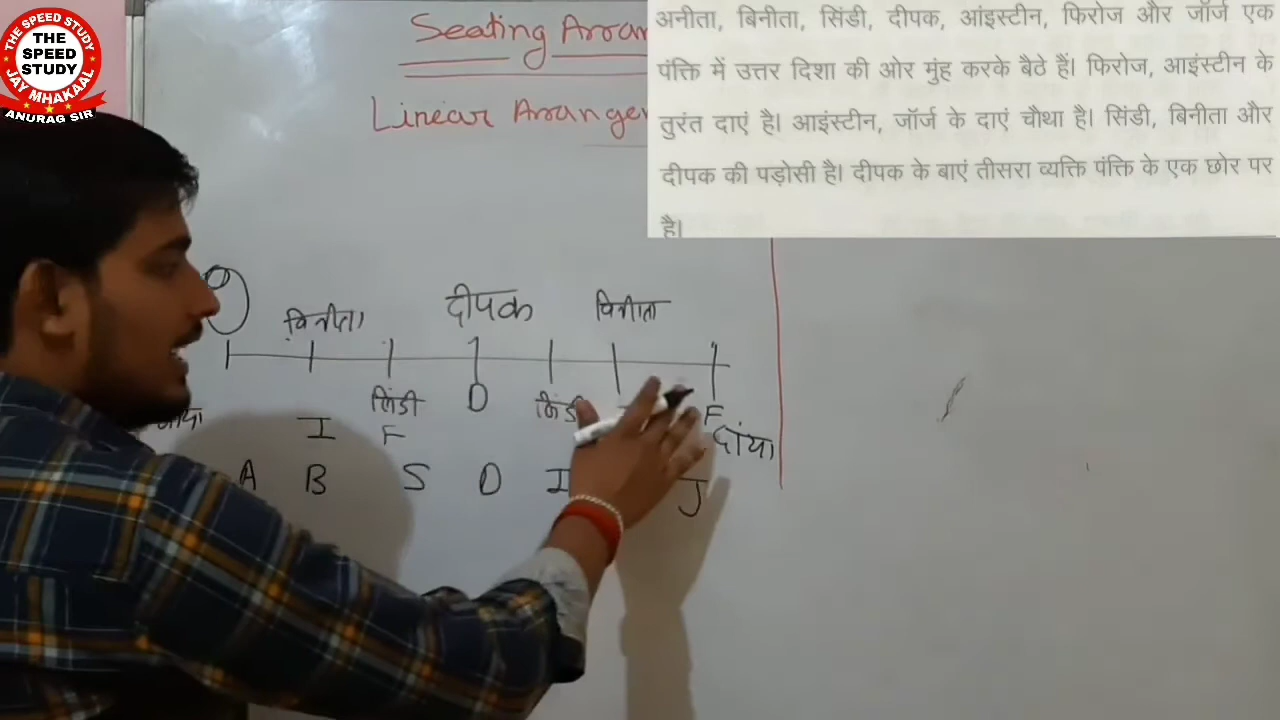 THE SPEED STUDY
THE
SPEED
STUDY
JAY MHAKAAL
ANURAG SIR
Seating Arran
Linear Arrangem
अनीता, बिनीता, सिंडी, दीपक, आंइस्टीन, फिरोज और जॉर्ज एक
पंक्ति में उत्तर दिशा की ओर मुंह करके बैठे हैं। फिरोज, आइंस्टीन के
तुरंत दाएं है। आइंस्टीन, जॉर्ज के दाएं चौथा है। सिंडी, बिनीता और
दीपक की पड़ोसी है। दीपक के बाएं तीसरा व्यक्ति पंक्ति के एक छोर पर
है।
बिनीता दीपक बिनीता
सिंडी D सिंडी F
I F दांया
A B S D I J